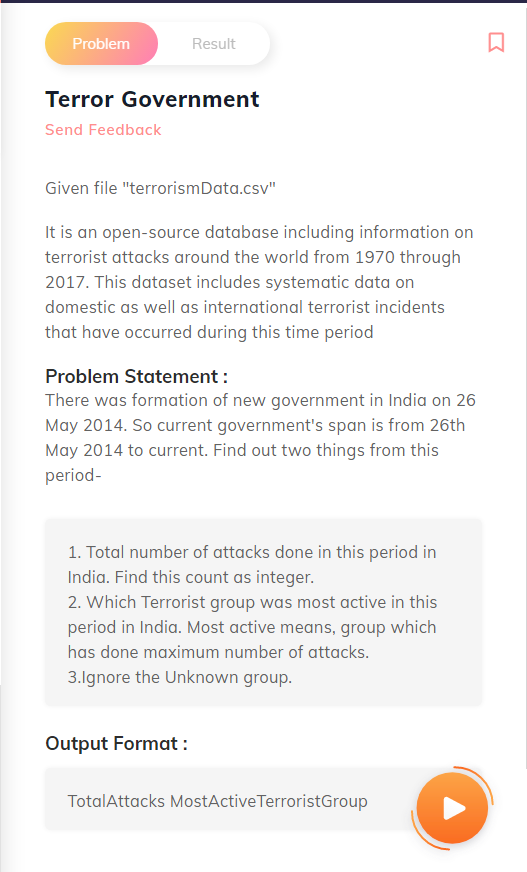 Problem Result
Terror Government
Send Feedback
Given file "terrorismData.csv"
It is an open-source database including information on
terrorist attacks around the world from 1970 through
2017. This dataset includes systematic data on
domestic as well as international terrorist incidents
that have occurred during this time period
Problem Statement :
There was formation of new government in India on 26
May 2014. So current government's span is from 26th
May 2014 to current. Find out two things from this
period-
1. Total number of attacks done in this period in
India. Find this count as integer.
2. Which Terrorist group was most active in this
period in India. Most active means, group which
has done maximum number of attacks.
3.Ignore the Unknown group.
Output Format :
TotalAttacks MostActiveTerroristGroup